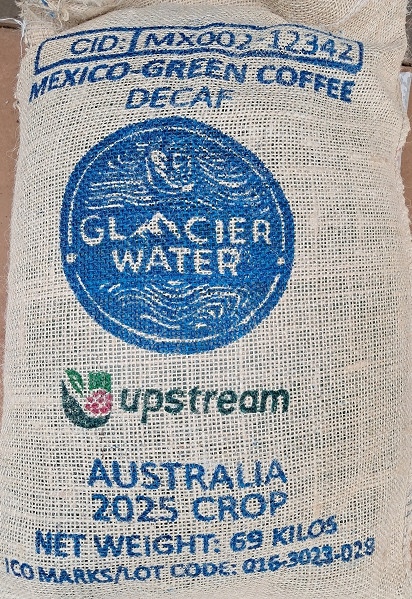 CID: MX002-12342
MEXICO-GREEN COFFEE
DECAF
GLACIER
WATER
upstream
AUSTRALIA
2025 CROP
NET WEIGHT: 69 KILOS
ICO MARKS/LOT CODE: 016-3023-028